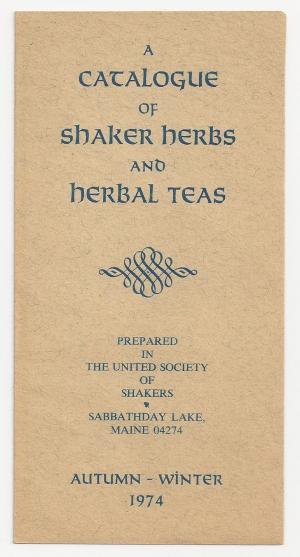 A
CATALOGUE
OF
SHAKER HERBS
AND
HERBAL TEAS
PREPARED
IN
THE UNITED SOCIETY
OF
SHAKERS
SABBATHDAY LAKE,
MAINE 04274
AUTUMN - WINTER
1974